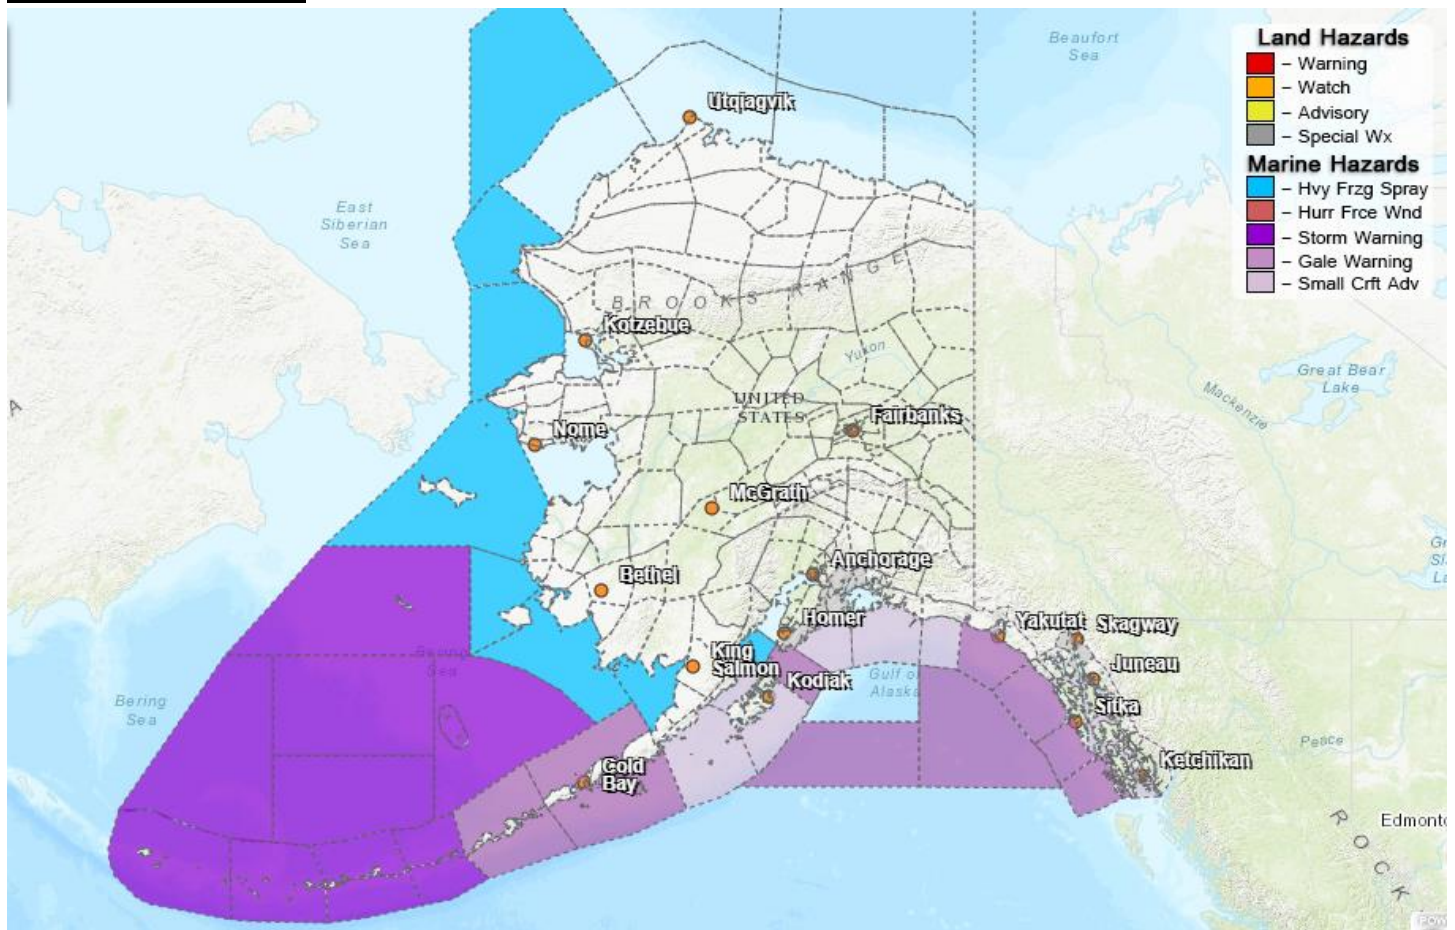 Beaufort
Sea
Land Hazards
– Warning
– Watch
– Advisory
– Special Wx
Marine Hazards
– Hvy Frzg Spray
– Hurr Frce Wnd
– Storm Warning
– Gale Warning
– Small Crft Adv
Utqiagvik
East
Siberian
Sea
BROOKS RANGE
Kotzebue
Yukon
Great Bear
Lake
Mackenzie
A
UNITED
STATES
Fairbanks
Nome
McGrath
Anchorage
Bethel
Homer
Yakutat
Skagway
King
Salmon
Juneau
Bering
Sea
Kodiak
Gulf of
Alaska
Bering
Sea
Sitka
Peace
Ketchikan
Cold
Bay
Edmont
ROCK